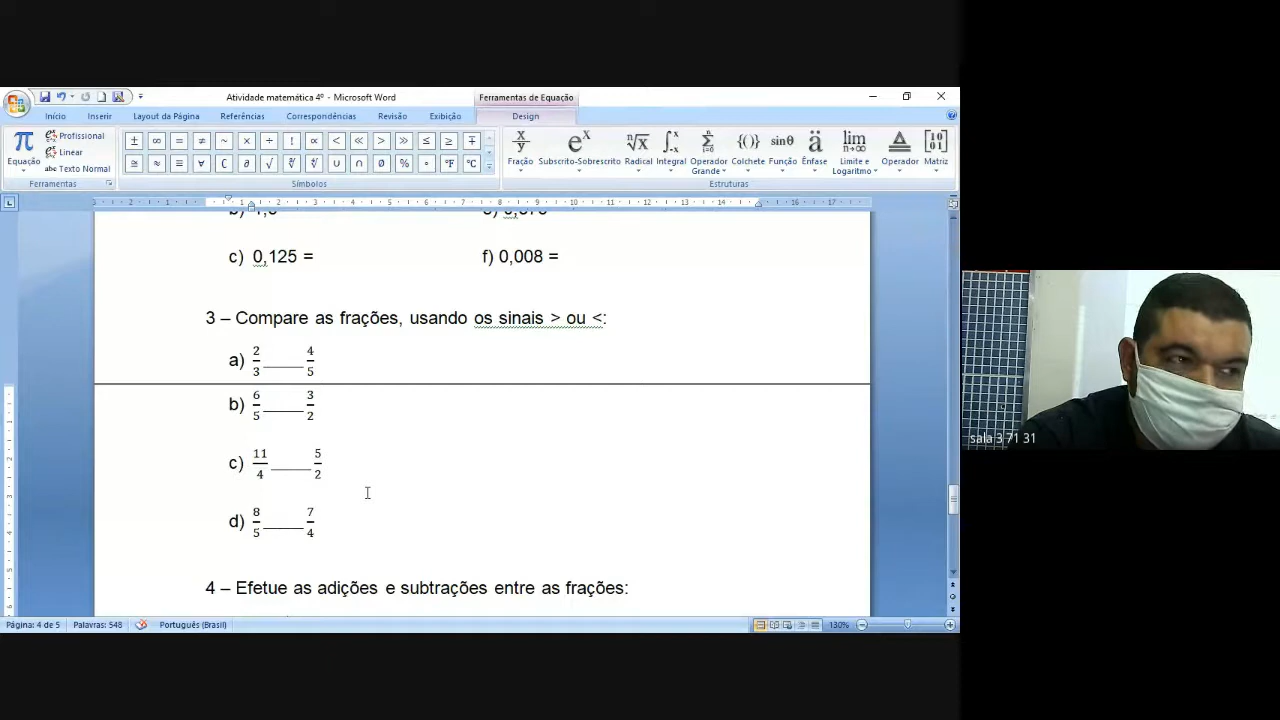 Atividade matemática 4º - Microsoft Word
Ferramentas de Equação
Início Inserir Layout da Página Referências Correspondências Revisão Exibição Design
π Equação
Profissional
Linear
abc Texto Normal
± ∞ = ≠ ~ × ÷ ! ∝ < ≪ > ≫ ≤ ≥ ∓
≅ ≈ ≡ ∀ ∁ ∂ √ ∛ ∜ ∪ ∩ ∅ % ° °F °C
Fração Subscrito-Sobrescrito Radical Integral Operador Grande Colchete Função Ênfase Limite e Logaritmo Operador Matriz
Ferramentas Símbolos Estruturas
c) 0,125 = f) 0,008 =
3 – Compare as frações, usando os sinais > ou <:
a) 2/3 _____ 4/5
b) 6/5 _____ 3/2
c) 11/4 _____ 5/2
d) 8/5 _____ 7/4
4 – Efetue as adições e subtrações entre as frações:
Página: 4 de 5 Palavras: 548 Português (Brasil) 130%
sala 3 71 31